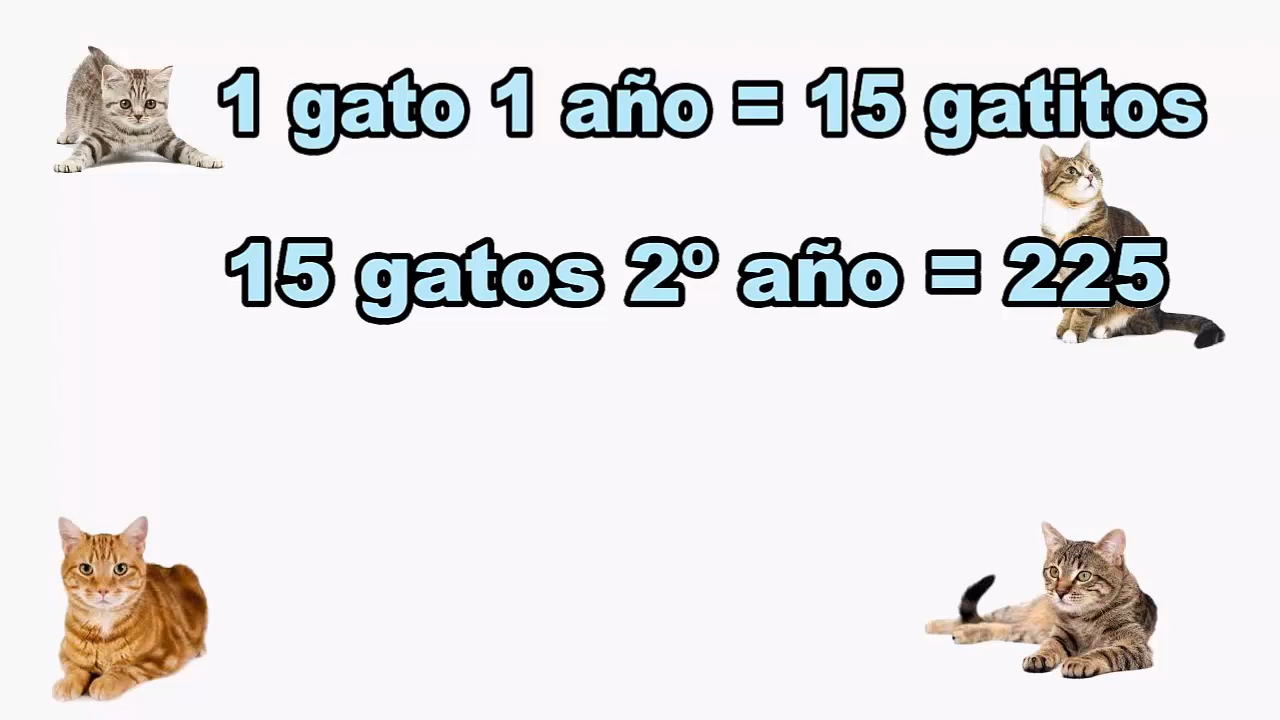 1 gato 1 año = 15 gatitos
15 gatos 2º año = 225